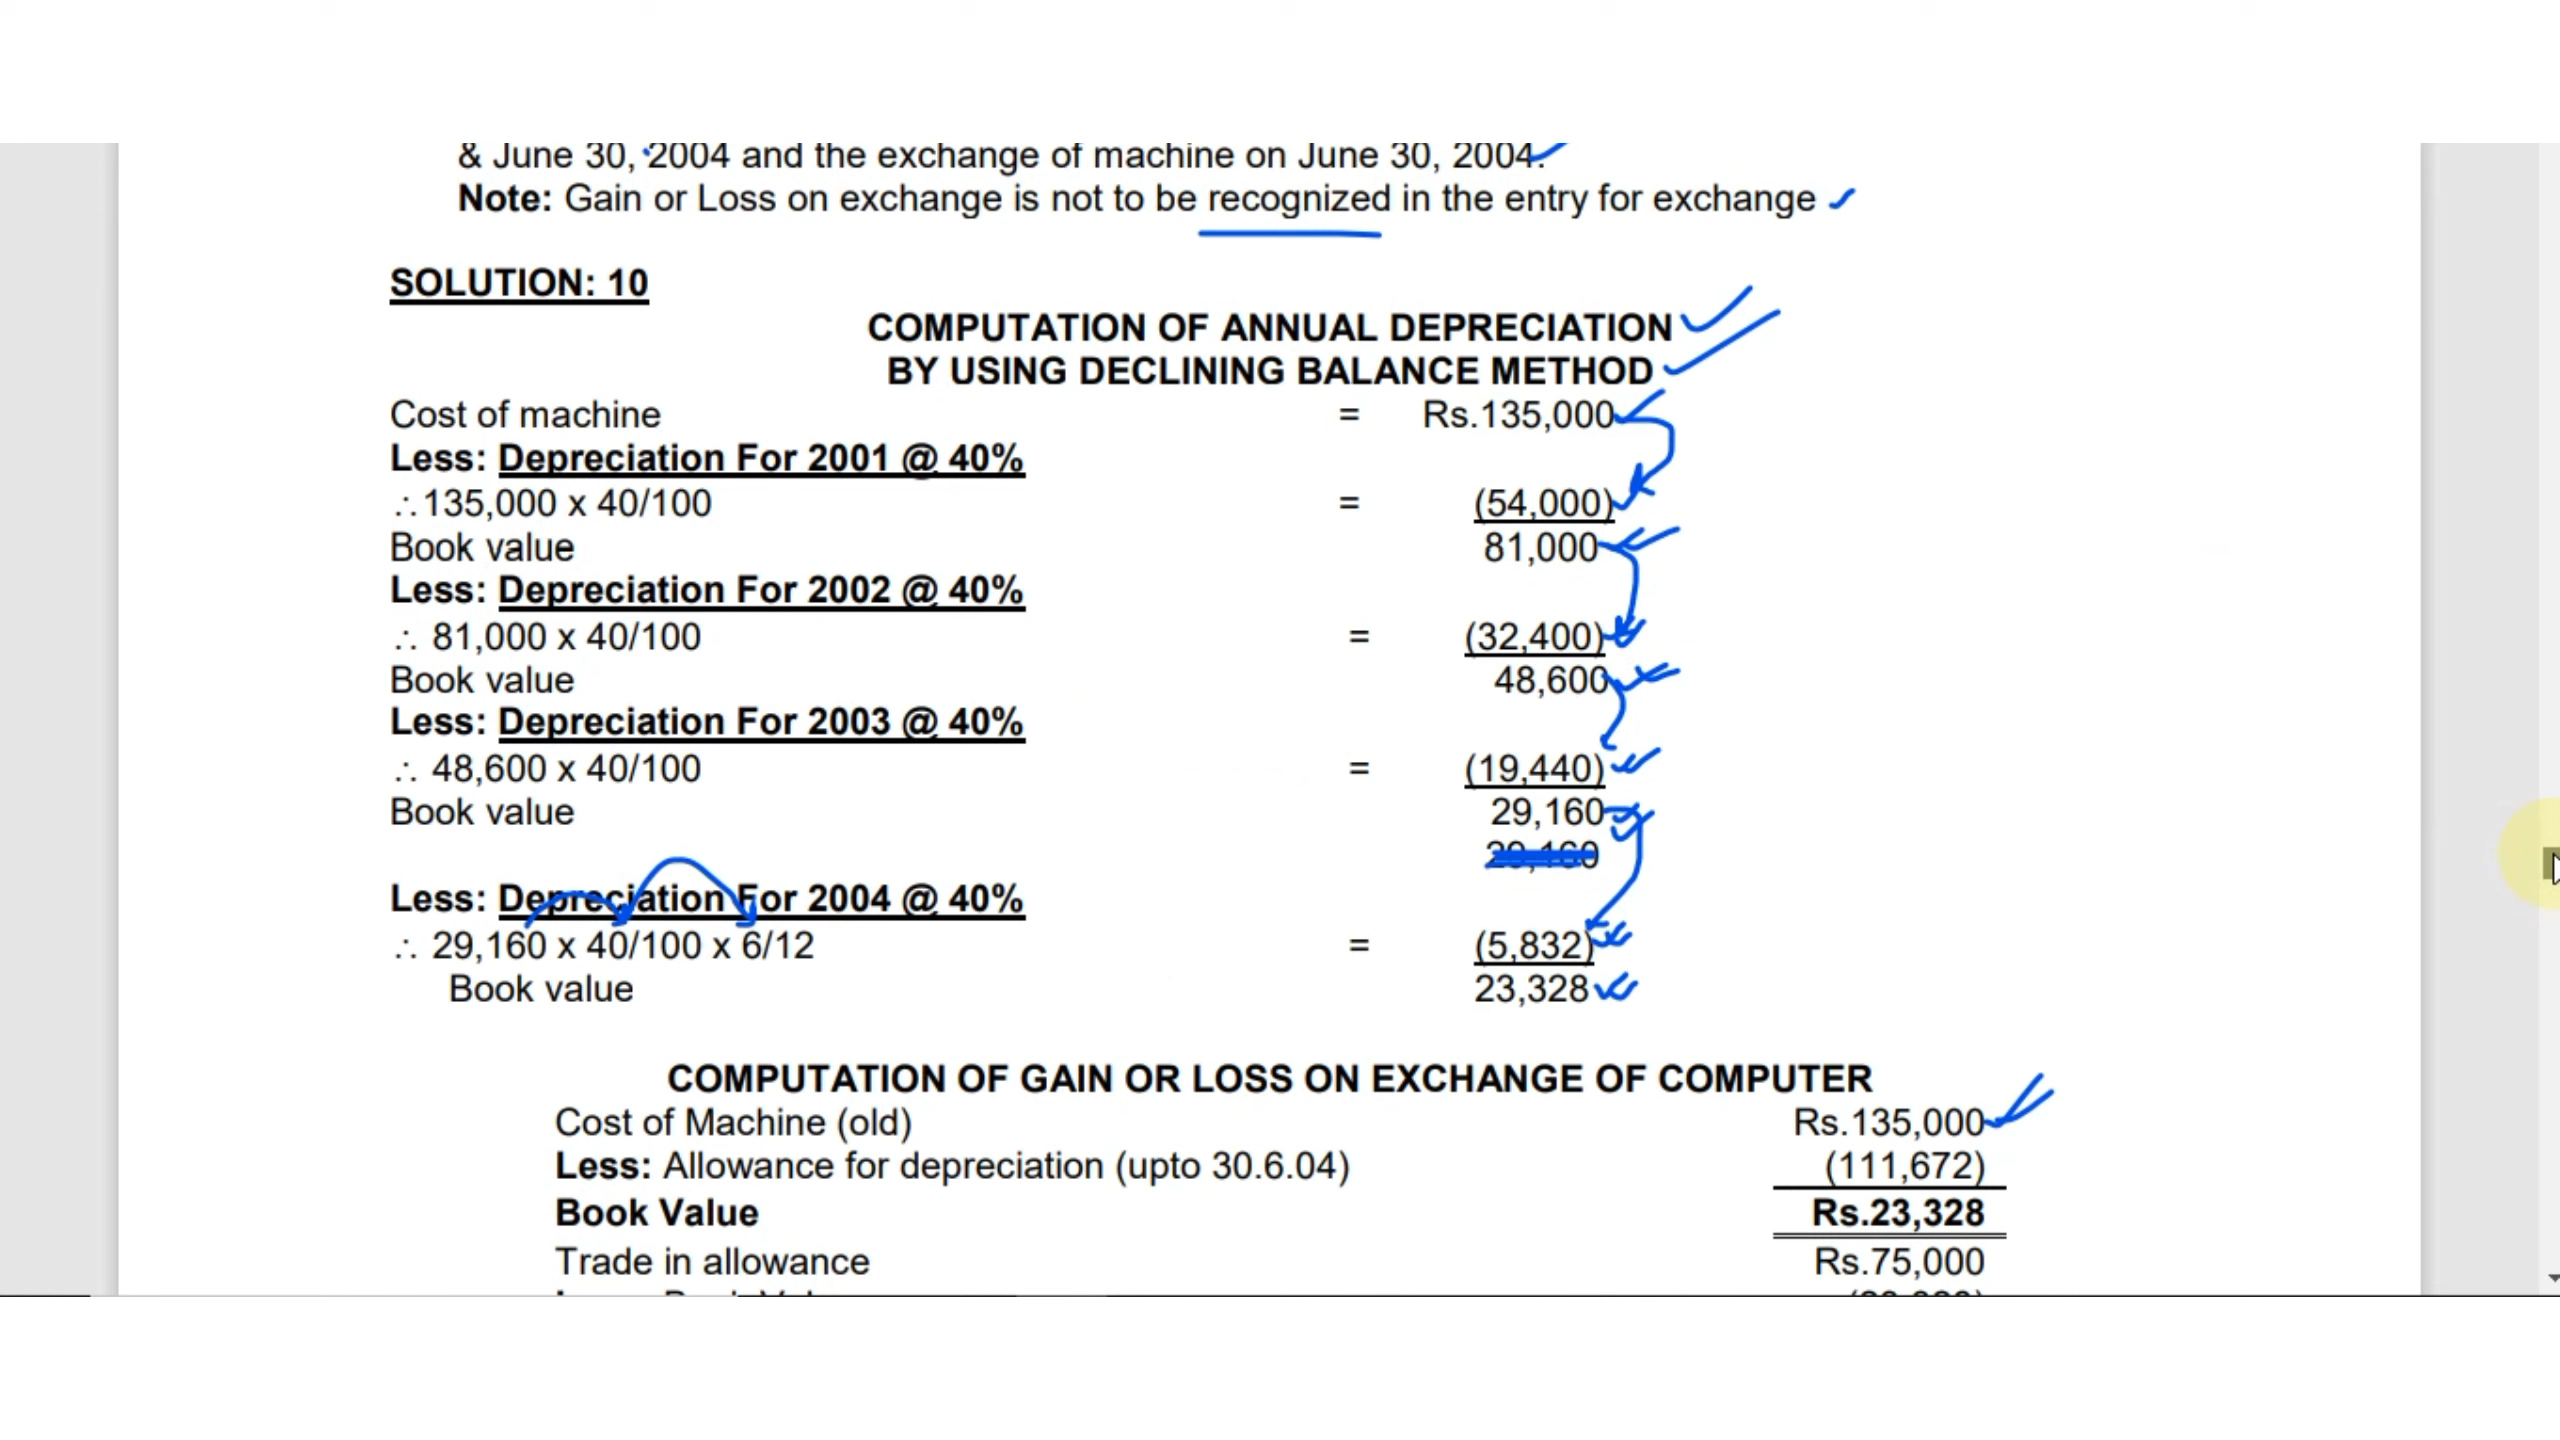 & June 30, 2004 and the exchange of machine on June 30, 2004.
Note: Gain or Loss on exchange is not to be recognized in the entry for exchange
SOLUTION: 10
COMPUTATION OF ANNUAL DEPRECIATION
BY USING DECLINING BALANCE METHOD
Cost of machine = Rs.135,000
Less: Depreciation For 2001 @ 40%
∴135,000 x 40/100 = (54,000)
Book value 81,000
Less: Depreciation For 2002 @ 40%
∴ 81,000 x 40/100 = (32,400)
Book value 48,600
Less: Depreciation For 2003 @ 40%
∴ 48,600 x 40/100 = (19,440)
Book value 29,160
29,160
Less: Depreciation For 2004 @ 40%
∴ 29,160 x 40/100 x 6/12 = (5,832)
Book value 23,328
COMPUTATION OF GAIN OR LOSS ON EXCHANGE OF COMPUTER
Cost of Machine (old) Rs.135,000
Less: Allowance for depreciation (upto 30.6.04) (111,672)
Book Value Rs.23,328
Trade in allowance Rs.75,000